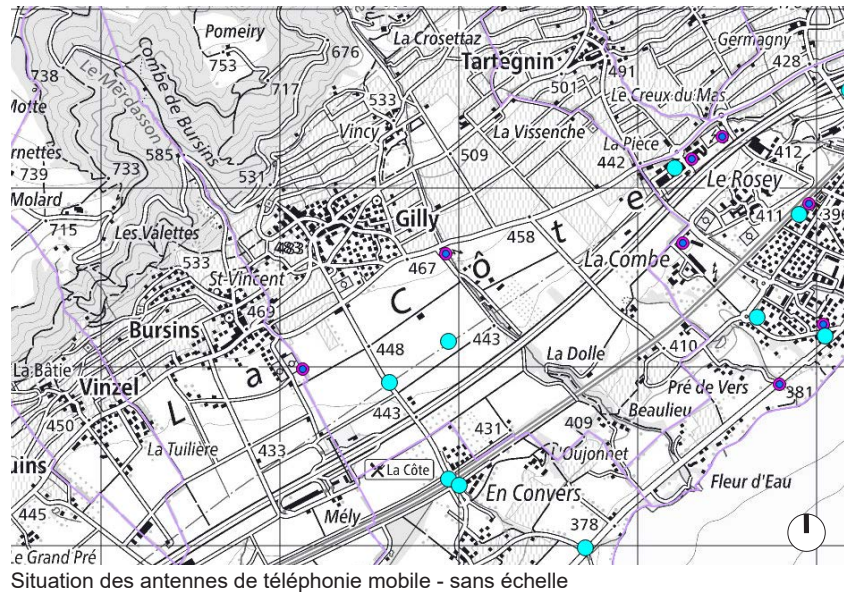 Pomeiry
753
La Crosettaz
676
738
Motte
Le Merdasson
Combe de Bursins
717
533
Tartegnin
491
Germagny
428
501
Le Creux du Mas
Vincy
La Vissenche
La Pièce
rnettes
739
733
585
531
509
442
412
Molard
Le Rosey
715
Gilly
411
396
Les Valettes
483
458
La Combe
467
533
St-Vincent
La Côte
469
Bursins
448
443
410
La Dolle
La Bâtie
Vinzel
Pré de Vers
381
443
Beaulieu
450
La Tuilière
433
431
409
L'Oujonnet
uins
La Côte
Fleur d'Eau
En Convers
445
Mély
378
Le Grand Pré
Situation des antennes de téléphonie mobile - sans échelle